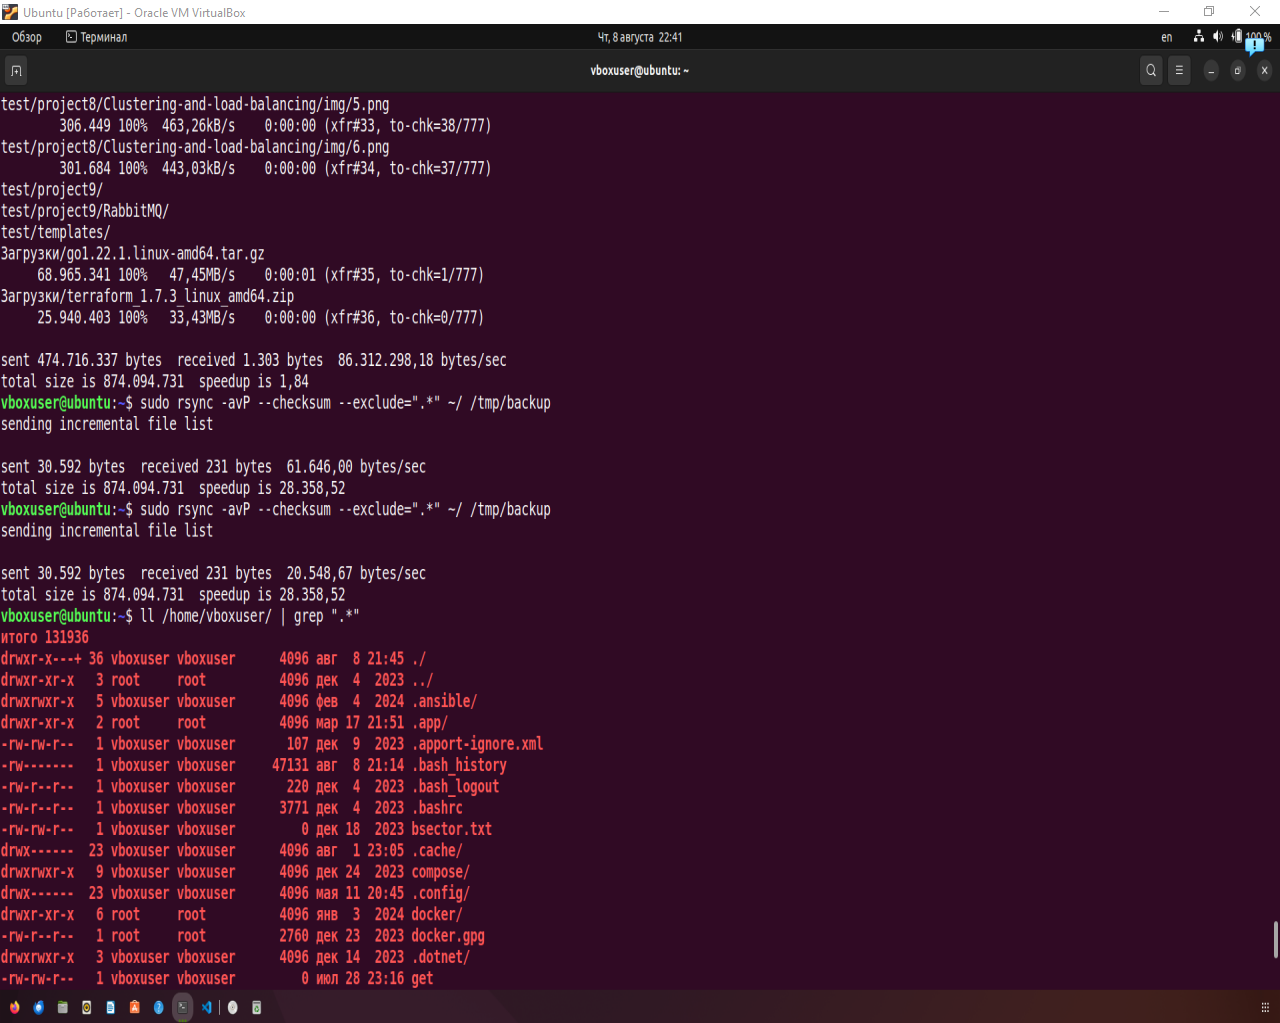 Ubuntu [Работает] - Oracle VM VirtualBox
Обзор Терминал Чт, 8 августа 22:41 en 100 %
vboxuser@ubuntu: ~
test/project8/Clustering-and-load-balancing/img/5.png
306.449 100% 463,26kB/s 0:00:00 (xfr#33, to-chk=38/777)
test/project8/Clustering-and-load-balancing/img/6.png
301.684 100% 443,03kB/s 0:00:00 (xfr#34, to-chk=37/777)
test/project9/
test/project9/RabbitMQ/
test/templates/
Загрузки/go1.22.1.linux-amd64.tar.gz
68.965.341 100% 47,45MB/s 0:00:01 (xfr#35, to-chk=1/777)
Загрузки/terraform_1.7.3_linux_amd64.zip
25.940.403 100% 33,43MB/s 0:00:00 (xfr#36, to-chk=0/777)
sent 474.716.337 bytes received 1.303 bytes 86.312.298,18 bytes/sec
total size is 874.094.731 speedup is 1,84
vboxuser@ubuntu:~$ sudo rsync -avP --checksum --exclude=".*" ~/ /tmp/backup
sending incremental file list
sent 30.592 bytes received 231 bytes 61.646,00 bytes/sec
total size is 874.094.731 speedup is 28.358,52
vboxuser@ubuntu:~$ sudo rsync -avP --checksum --exclude=".*" ~/ /tmp/backup
sending incremental file list
sent 30.592 bytes received 231 bytes 20.548,67 bytes/sec
total size is 874.094.731 speedup is 28.358,52
vboxuser@ubuntu:~$ ll /home/vboxuser/ | grep ".*"
итого 131936
drwxr-x---+ 36 vboxuser vboxuser 4096 авг 8 21:45 ./
drwxr-xr-x 3 root root 4096 дек 4 2023 ../
drwxrwxr-x 5 vboxuser vboxuser 4096 фев 4 2024 .ansible/
drwxr-xr-x 2 root root 4096 мар 17 21:51 .app/
-rw-rw-r-- 1 vboxuser vboxuser 107 дек 9 2023 .apport-ignore.xml
-rw------- 1 vboxuser vboxuser 47131 авг 8 21:14 .bash_history
-rw-r--r-- 1 vboxuser vboxuser 220 дек 4 2023 .bash_logout
-rw-r--r-- 1 vboxuser vboxuser 3771 дек 4 2023 .bashrc
-rw-rw-r-- 1 vboxuser vboxuser 0 дек 18 2023 bsector.txt
drwx------ 23 vboxuser vboxuser 4096 авг 1 23:05 .cache/
drwxrwxr-x 9 vboxuser vboxuser 4096 дек 24 2023 compose/
drwx------ 23 vboxuser vboxuser 4096 мая 11 20:45 .config/
drwxr-xr-x 6 root root 4096 янв 3 2024 docker/
-rw-r--r-- 1 root root 2760 дек 23 2023 docker.gpg
drwxrwxr-x 3 vboxuser vboxuser 4096 дек 14 2023 .dotnet/
-rw-rw-r-- 1 vboxuser vboxuser 0 июл 28 23:16 get